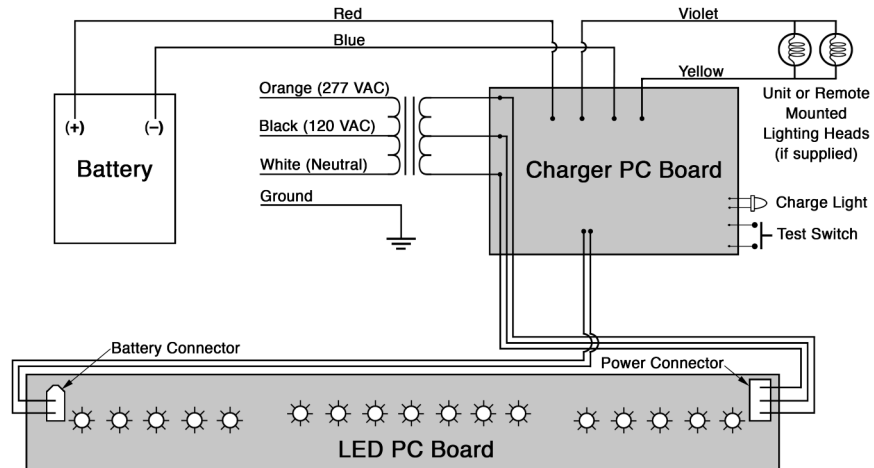 Red
Violet
Blue
Yellow
Orange (277 VAC)
Unit or Remote
Mounted
Lighting Heads
(if supplied)
(+)
(–)
Black (120 VAC)
Battery
White (Neutral)
Charger PC Board
Ground
Charge Light
Test Switch
Battery Connector
Power Connector
LED PC Board